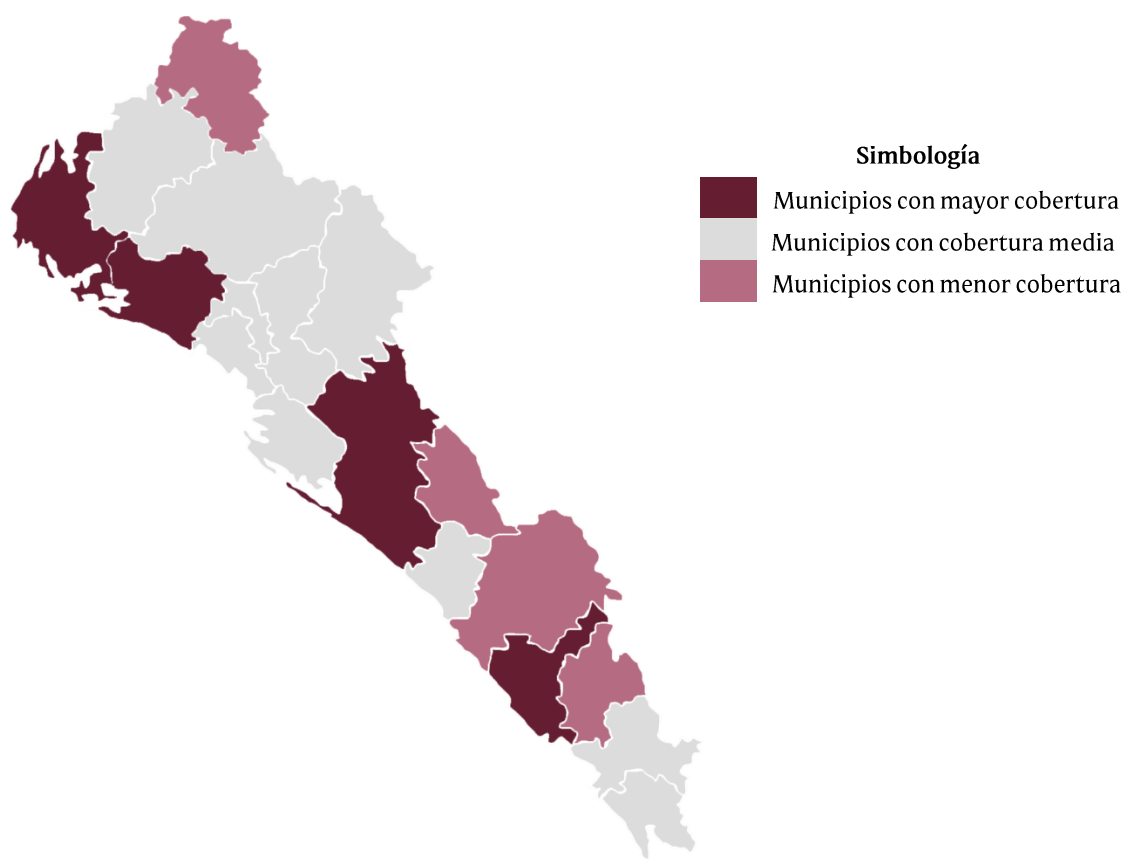 Simbología
Municipios con mayor cobertura
Municipios con cobertura media
Municipios con menor cobertura